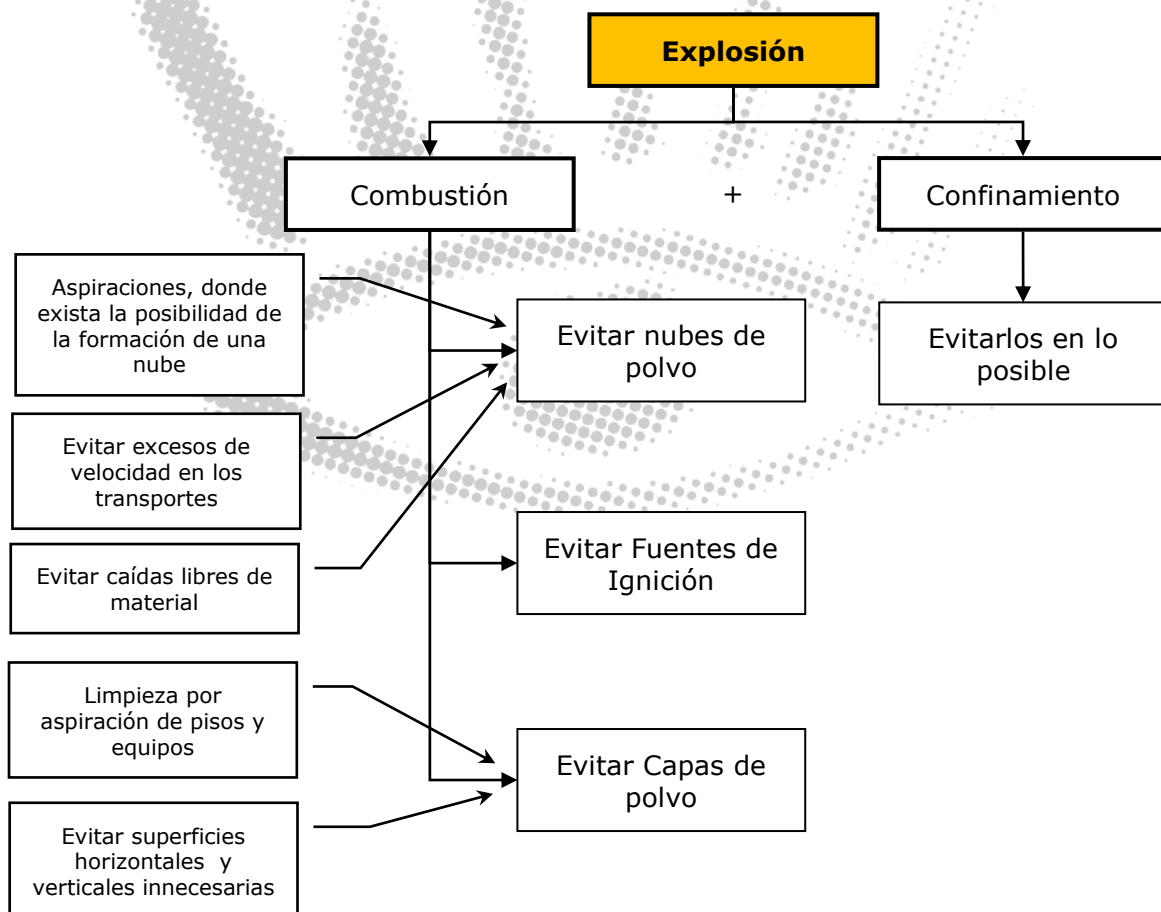 Explosión
Combustión
+
Confinamiento
Aspiraciones, donde
exista la posibilidad de
la formación de una
nube
Evitar nubes de
polvo
Evitarlos en lo
posible
Evitar excesos de
velocidad en los
transportes
Evitar caídas libres de
material
Evitar Fuentes de
Ignición
Limpieza por
aspiración de pisos y
equipos
Evitar Capas de
polvo
Evitar superficies
horizontales y
verticales innecesarias